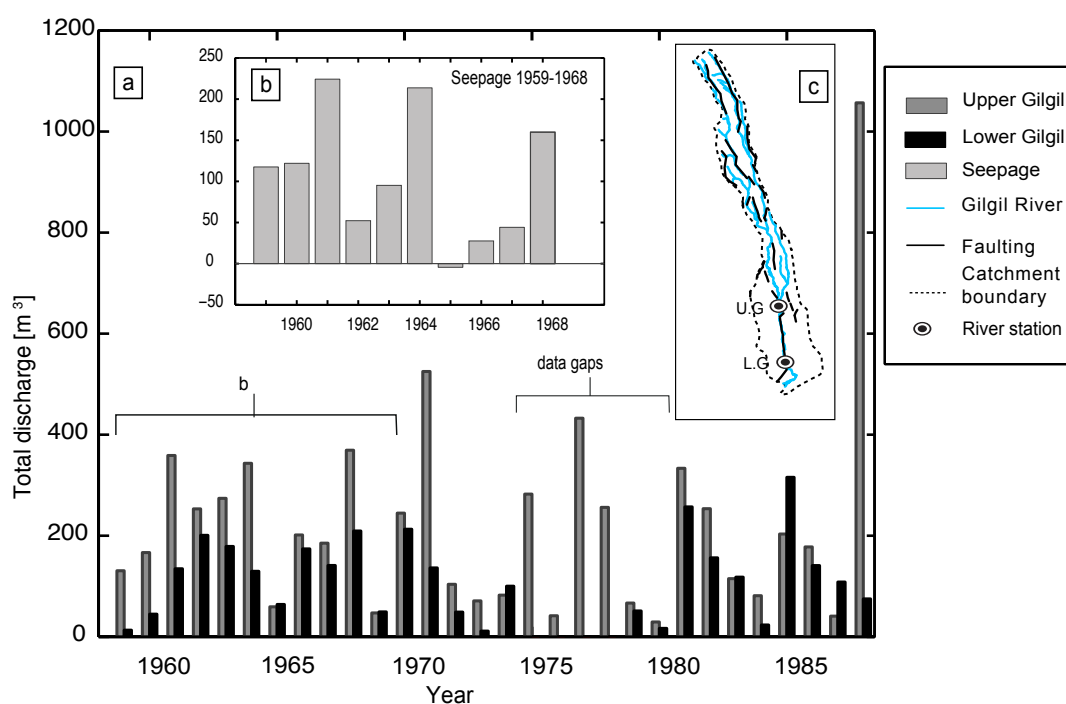 1200
1000
800
600
400
200
0
Total discharge [m³]
a
250
200
150
100
50
0
−50
b
Seepage 1959-1968
1960
1962
1964
1966
1968
c
U.G
L.G
b
data gaps
1960
1965
1970
1975
1980
1985
Year
Upper Gilgil
Lower Gilgil
Seepage
Gilgil River
Faulting
Catchment
boundary
River station